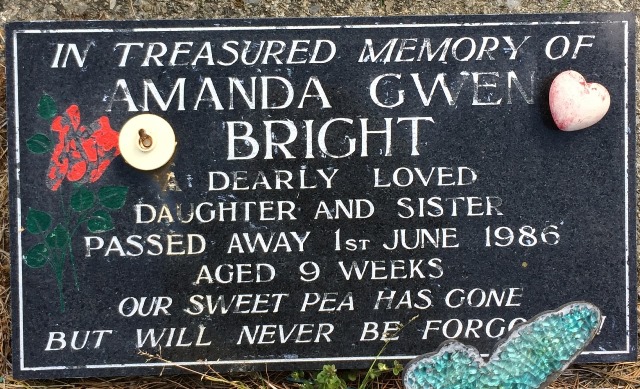 IN TREASURED MEMORY OF
AMANDA GWEN
BRIGHT
A DEARLY LOVED
DAUGHTER AND SISTER
PASSED AWAY 1ST JUNE 1986
AGED 9 WEEKS
OUR SWEET PEA HAS GONE
BUT WILL NEVER BE